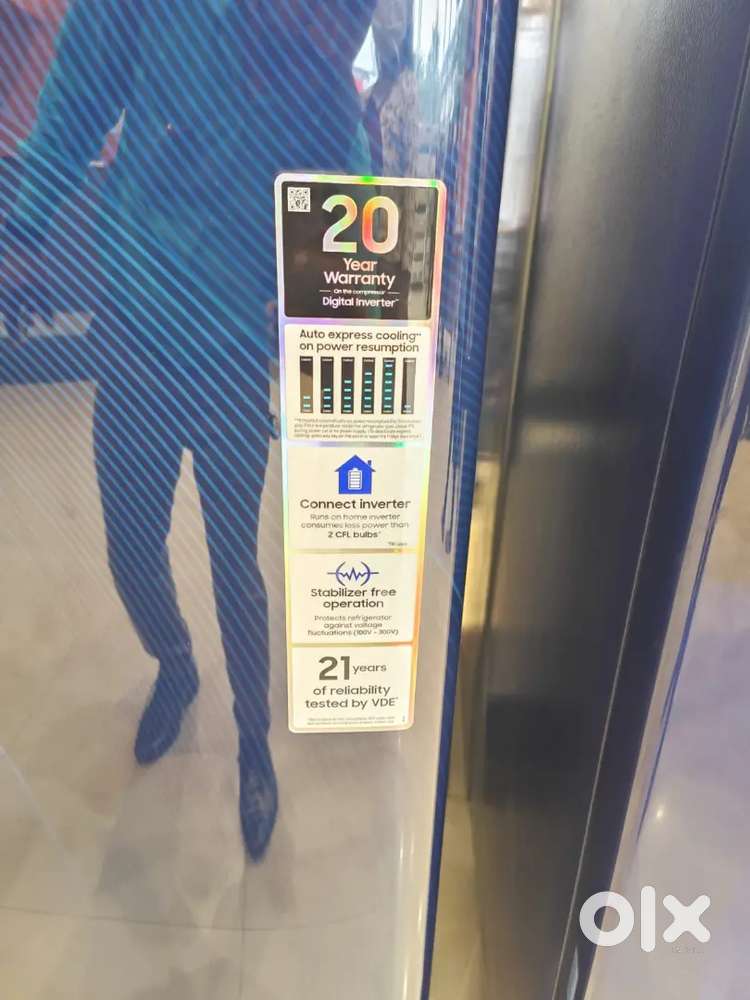 20
Year
Warranty
On the compressor
Digital Inverter™
Auto express cooling**
on power resumption
Connect inverter
Runs on home inverter
consumes less power than
2 CFL bulbs*
Stabilizer free
operation
Protects refrigerator
against voltage
fluctuations (100V - 300V)
21 years
of reliability
tested by VDE*
olx